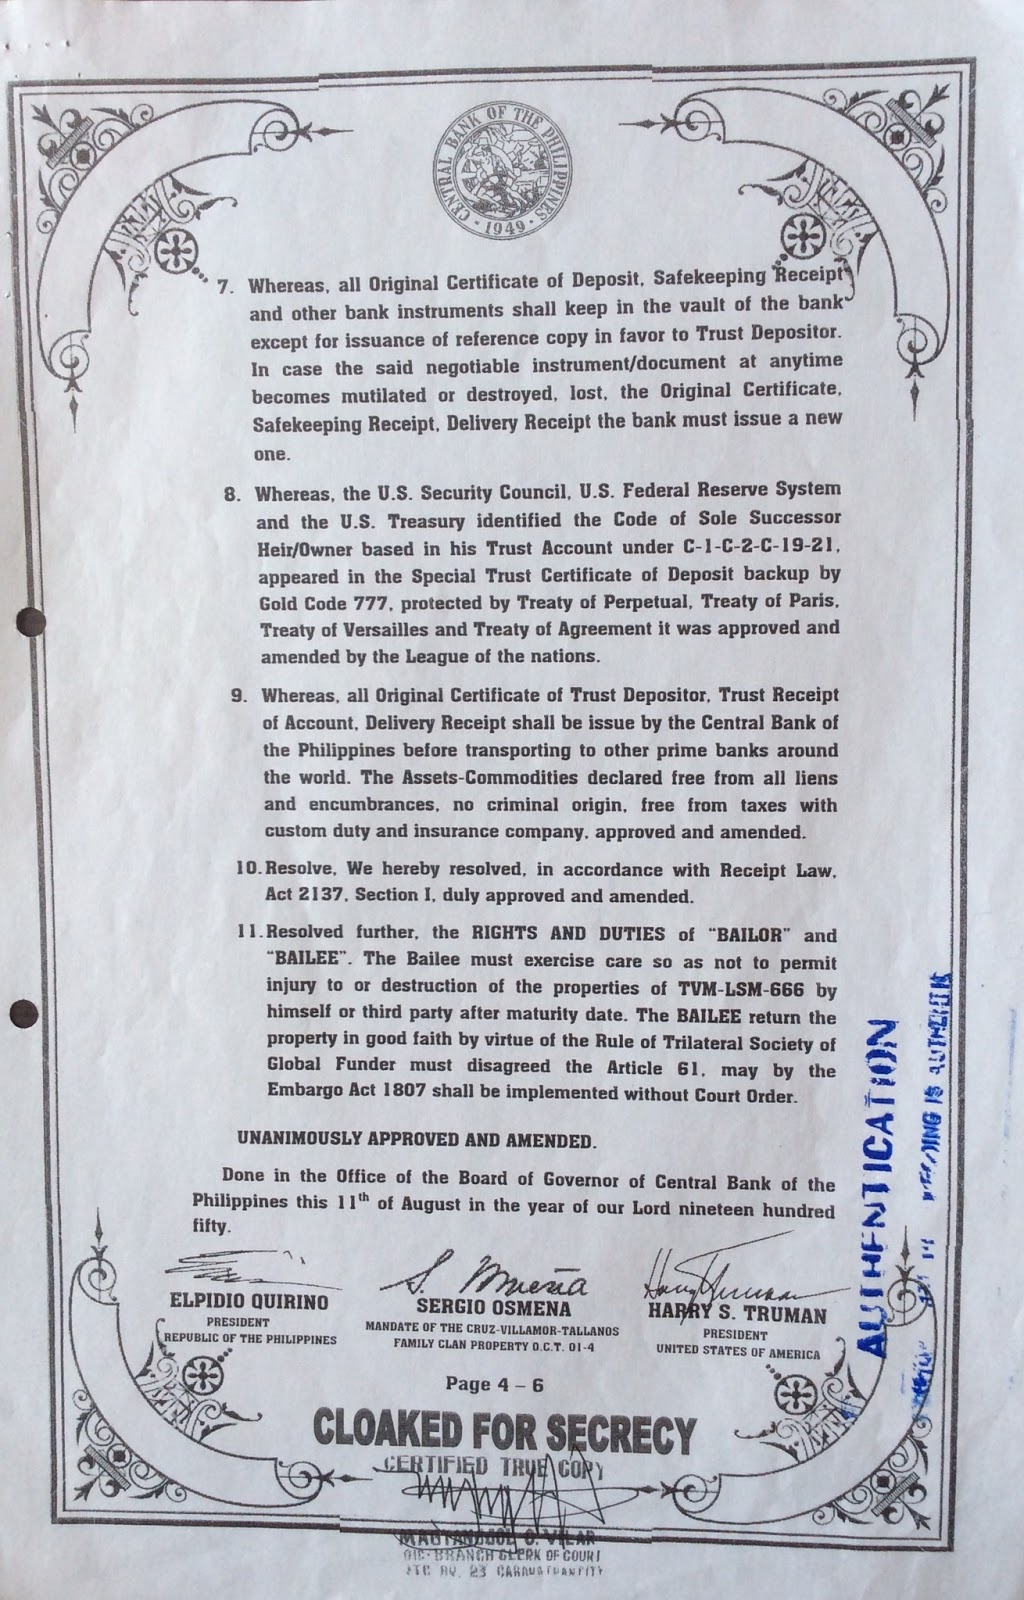 CENTRAL BANK OF THE PHILIPPINES
· 1949 ·
7. Whereas, all Original Certificate of Deposit, Safekeeping Receipt
and other bank instruments shall keep in the vault of the bank
except for issuance of reference copy in favor to Trust Depositor.
In case the said negotiable instrument/document at anytime
becomes mutilated or destroyed, lost, the Original Certificate,
Safekeeping Receipt, Delivery Receipt the bank must issue a new
one.
8. Whereas, the U.S. Security Council, U.S. Federal Reserve System
and the U.S. Treasury identified the Code of Sole Successor
Heir/Owner based in his Trust Account under C-1-C-2-C-19-21,
appeared in the Special Trust Certificate of Deposit backup by
Gold Code 777, protected by Treaty of Perpetual, Treaty of Paris,
Treaty of Versailles and Treaty of Agreement it was approved and
amended by the League of the nations.
9. Whereas, all Original Certificate of Trust Depositor, Trust Receipt
of Account, Delivery Receipt shall be issue by the Central Bank of
the Philippines before transporting to other prime banks around
the world. The Assets-Commodities declared free from all liens
and encumbrances, no criminal origin, free from taxes with
custom duty and insurance company, approved and amended.
10. Resolve, We hereby resolved, in accordance with Receipt Law,
Act 2137, Section I, duly approved and amended.
11. Resolved further, the RIGHTS AND DUTIES of "BAILOR" and
"BAILEE". The Bailee must exercise care so as not to permit
injury to or destruction of the properties of TVM-LSM-666 by
himself or third party after maturity date. The BAILEE return the
property in good faith by virtue of the Rule of Trilateral Society of
Global Funder must disagreed the Article 61, may by the
Embargo Act 1807 shall be implemented without Court Order.
UNANIMOUSLY APPROVED AND AMENDED.
Done in the Office of the Board of Governor of Central Bank of the
Philippines this 11th of August in the year of our Lord nineteen hundred
fifty.
S. Osmeña
Harry Truman
ELPIDIO QUIRINO
PRESIDENT
REPUBLIC OF THE PHILIPPINES
SERGIO OSMENA
MANDATE OF THE CRUZ-VILLAMOR-TALLANOS
FAMILY CLAN PROPERTY O.C.T. 01-4
HARRY S. TRUMAN
PRESIDENT
UNITED STATES OF AMERICA
Page 4 – 6
CLOAKED FOR SECRECY
CERTIFIED TRUE COPY
OIC-BRANCH CLERK OF COURT
AUTHENTICATION
IS AUTHENTIC